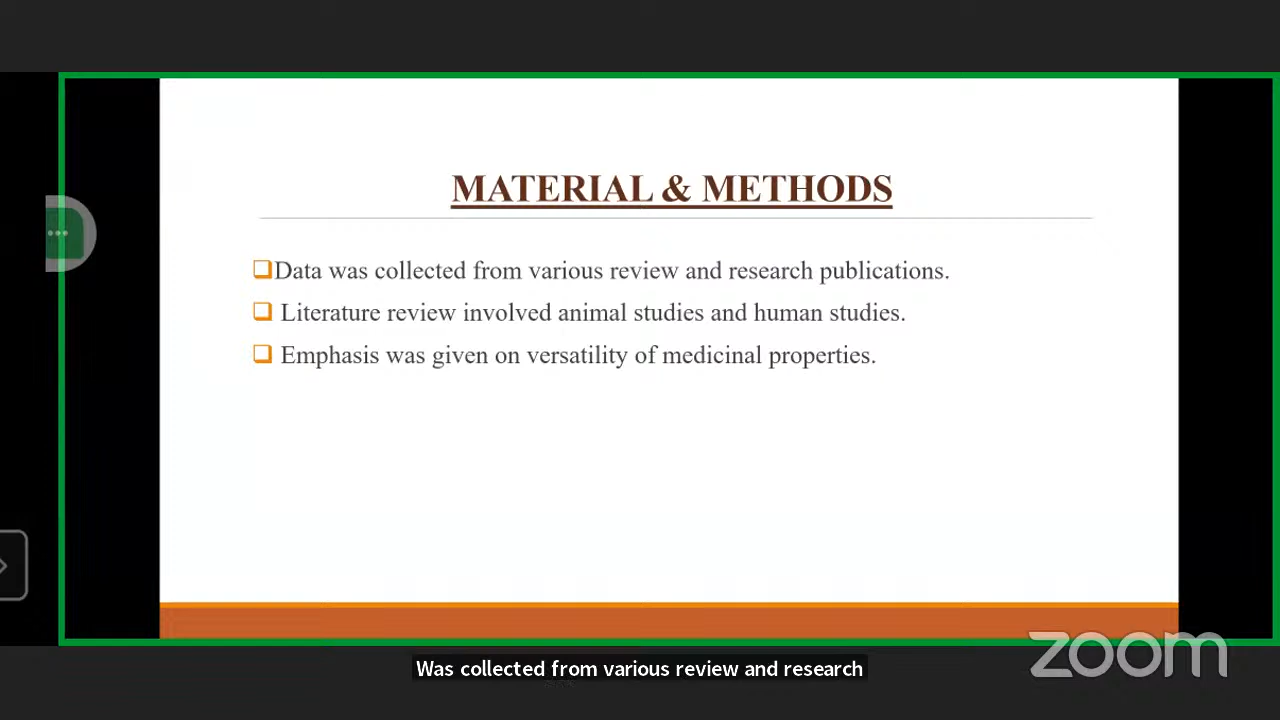 MATERIAL & METHODS
Data was collected from various review and research publications.
Literature review involved animal studies and human studies.
Emphasis was given on versatility of medicinal properties.
zoom
Was collected from various review and research